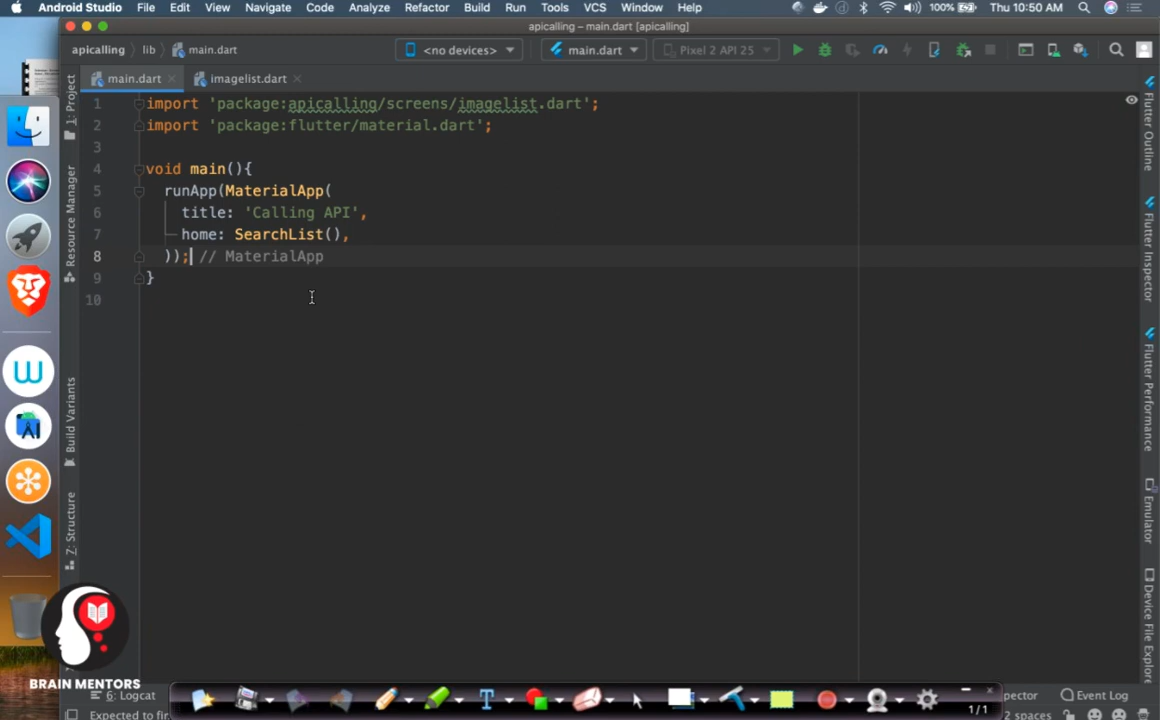 Android Studio File Edit View Navigate Code Analyze Refactor Build Run Tools VCS Window Help 100% Thu 10:50 AM
apicalling – main.dart [apicalling]
apicalling lib main.dart <no devices> main.dart Pixel 2 API 25
main.dart imagelist.dart
1 import 'package:apicalling/screens/imagelist.dart';
2 import 'package:flutter/material.dart';
3
4 void main(){
5 runApp(MaterialApp(
6 title: 'Calling API',
7 home: SearchList(),
8 )); // MaterialApp
9 }
10
1: Project
Resource Manager
Build Variants
7: Structure
Flutter Outline
Flutter Inspector
Flutter Performance
Emulator
Device File Explorer
BRAIN MENTORS
6: Logcat
pector Event Log
1/1
Expected to fin
2 spaces